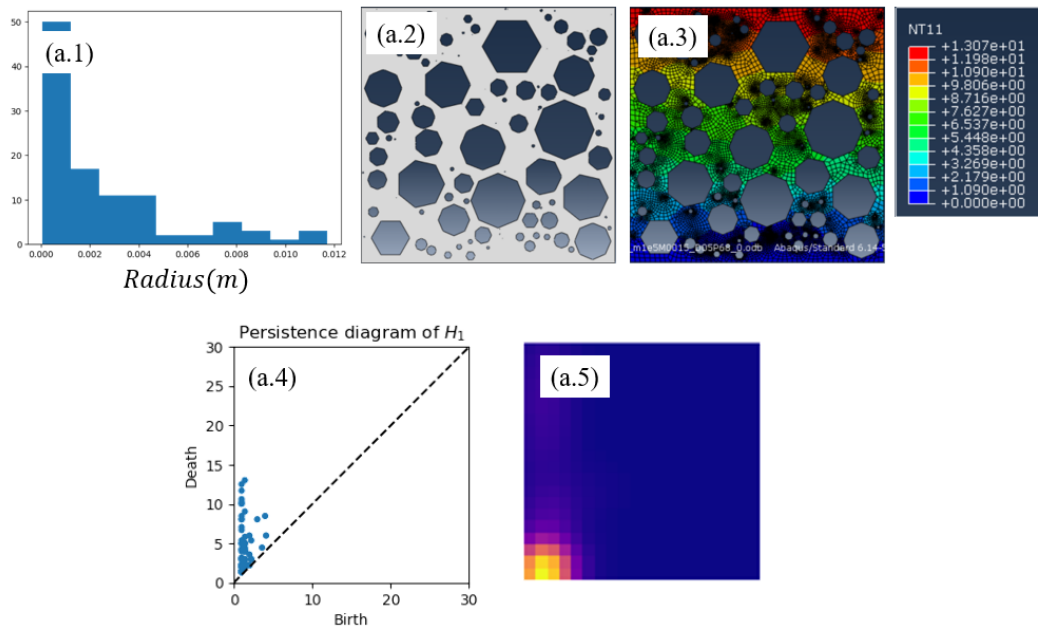 50
40
30
20
10
0
0.000 0.002 0.004 0.006 0.008 0.010 0.012
Radius(m)
(a.1)
(a.2)
(a.3)
_m1e5M0015_005P68_0.odb Abaqus/Standard 6.14-5
NT11
+1.307e+01
+1.198e+01
+1.090e+01
+9.806e+00
+8.716e+00
+7.627e+00
+6.537e+00
+5.448e+00
+4.358e+00
+3.269e+00
+2.179e+00
+1.090e+00
+0.000e+00
Persistence diagram of H₁
(a.4)
30
25
20
15
10
5
0
Death
0 10 20 30
Birth
(a.5)